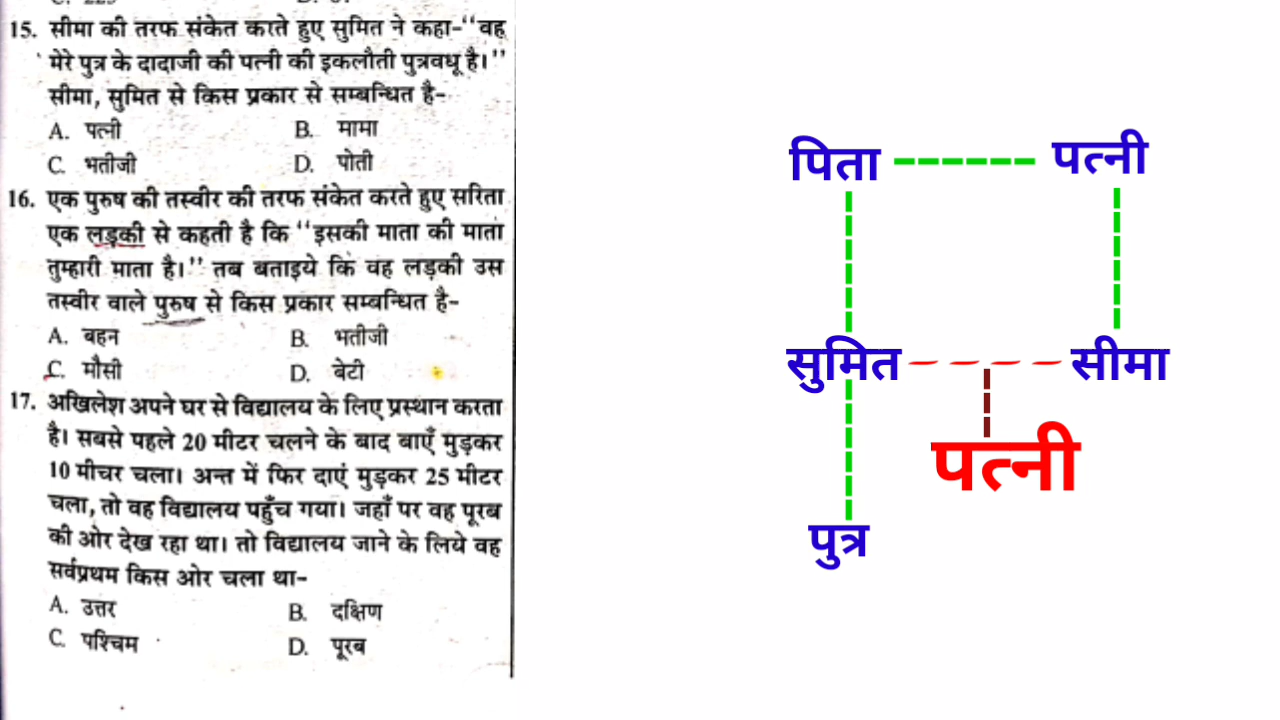 15. सीमा की तरफ संकेत करते हुए सुमित ने कहा-"वह
मेरे पुत्र के दादाजी की पत्नी की इकलौती पुत्रवधू है।"
सीमा, सुमित से किस प्रकार से सम्बन्धित है-
A. पत्नी B. मामा
C. भतीजी D. पोती
16. एक पुरुष की तस्वीर की तरफ संकेत करते हुए सरिता
एक लड़की से कहती है कि "इसकी माता की माता
तुम्हारी माता है।" तब बताइये कि वह लड़की उस
तस्वीर वाले पुरुष से किस प्रकार सम्बन्धित है-
A. बहन B. भतीजी
C. मौसी D. बेटी
17. अखिलेश अपने घर से विद्यालय के लिए प्रस्थान करता
है। सबसे पहले 20 मीटर चलने के बाद बाएँ मुड़कर
10 मीचर चला। अन्त में फिर दाएं मुड़कर 25 मीटर
चला, तो वह विद्यालय पहुँच गया। जहाँ पर वह पूरब
की ओर देख रहा था। तो विद्यालय जाने के लिये वह
सर्वप्रथम किस ओर चला था-
A. उत्तर B. दक्षिण
C. पश्चिम D. पूरब
पिता पत्नी
सुमित सीमा
पत्नी
पुत्र